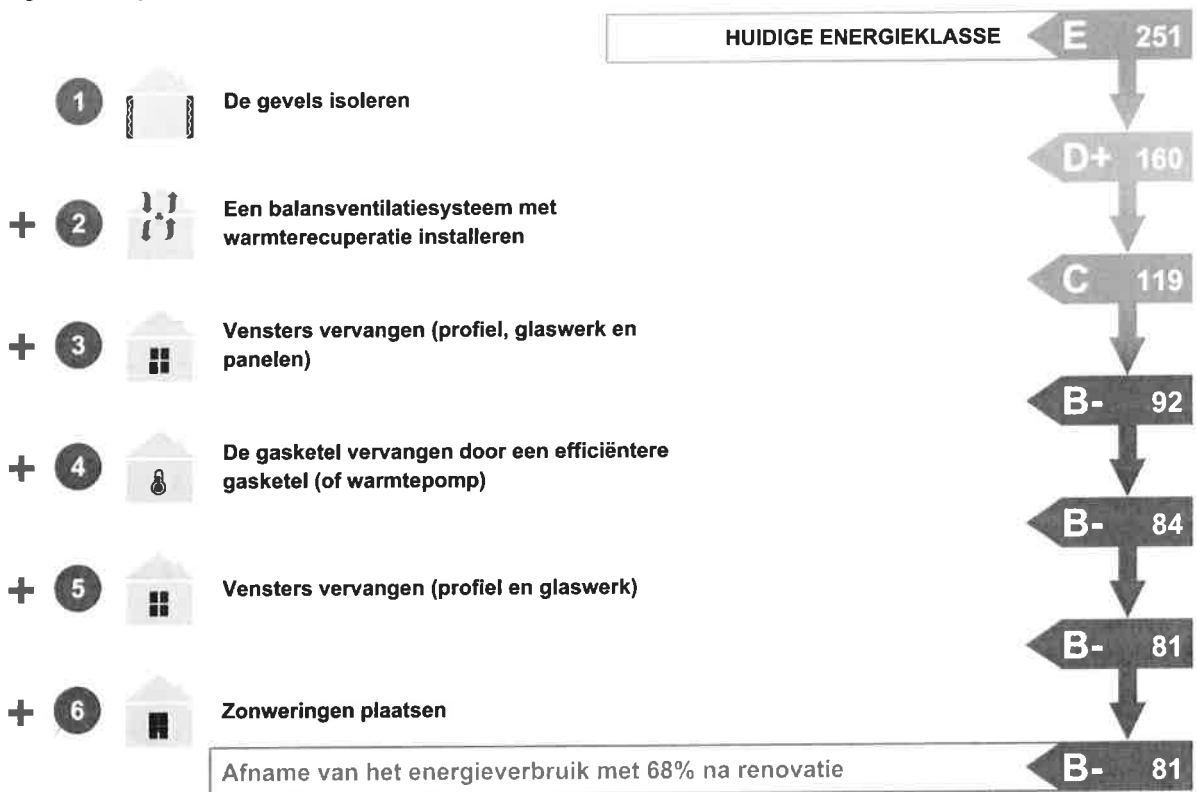 HUIDIGE ENERGIEKLASSE E 251
1 De gevels isoleren
D+ 160
+ 2 Een balansventilatiesysteem met
warmterecuperatie installeren
C 119
+ 3 Vensters vervangen (profiel, glaswerk en
panelen)
B- 92
+ 4 De gasketel vervangen door een efficiëntere
gasketel (of warmtepomp)
B- 84
+ 5 Vensters vervangen (profiel en glaswerk)
B- 81
+ 6 Zonweringen plaatsen
Afname van het energieverbruik met 68% na renovatie B- 81